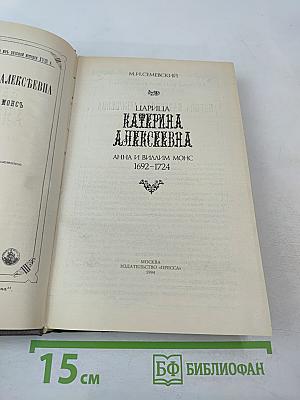 АЛЕКСѢЕВНА
МОНСЪ
М.И.СЕМЕВСКИЙ
ЦАРИЦА
КАТЕРИНА
АЛЕКСЕЕВНА
АННА И ВИЛЛИМ МОНС
1692–1724
МОСКВА
ИЗДАТЕЛЬСТВО «ПРЕССА»
1994
15 см
БФ БИБЛИОФАН